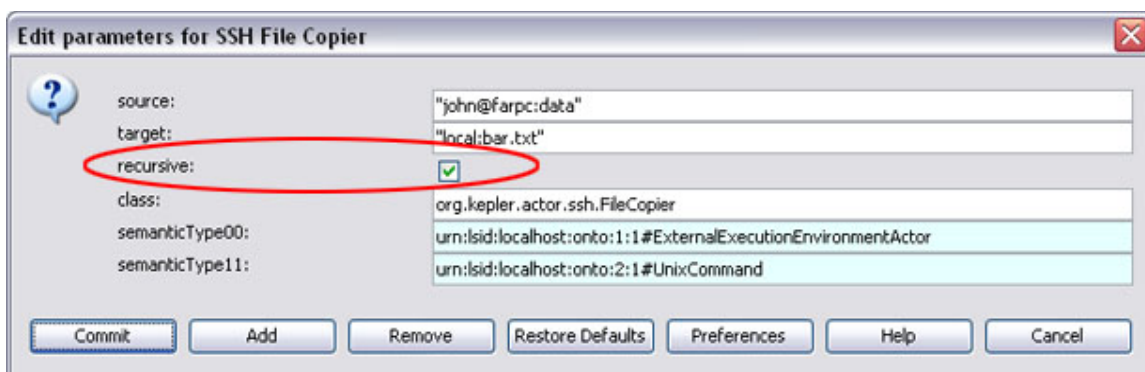 Edit parameters for SSH File Copier
source: "john@farpc:data"
target: "local:bar.txt"
recursive:
class: org.kepler.actor.ssh.FileCopier
semanticType00: urn:lsid:localhost:onto:1:1#ExternalExecutionEnvironmentActor
semanticType11: urn:lsid:localhost:onto:2:1#UnixCommand
Commit Add Remove Restore Defaults Preferences Help Cancel